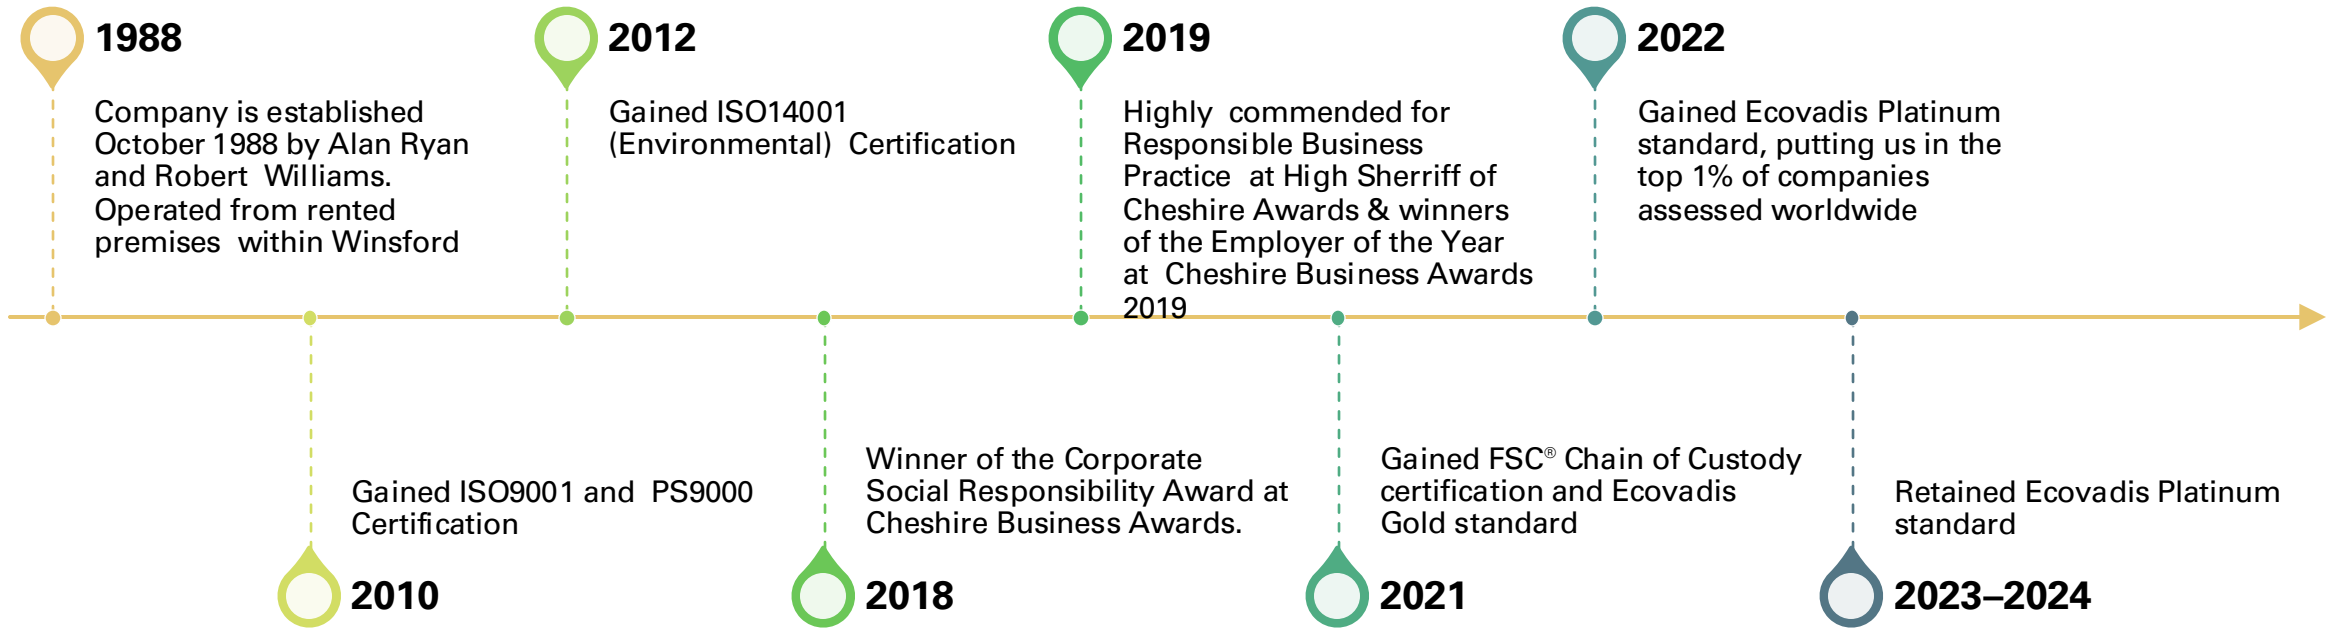 1988
Company is established
October 1988 by Alan Ryan
and Robert Williams.
Operated from rented
premises within Winsford
2010
Gained ISO9001 and PS9000
Certification
2012
Gained ISO14001
(Environmental) Certification
2018
Winner of the Corporate
Social Responsibility Award at
Cheshire Business Awards.
2019
Highly commended for
Responsible Business
Practice at High Sherriff of
Cheshire Awards & winners
of the Employer of the Year
at Cheshire Business Awards
2019
2021
Gained FSC® Chain of Custody
certification and Ecovadis
Gold standard
2022
Gained Ecovadis Platinum
standard, putting us in the
top 1% of companies
assessed worldwide
2023–2024
Retained Ecovadis Platinum
standard